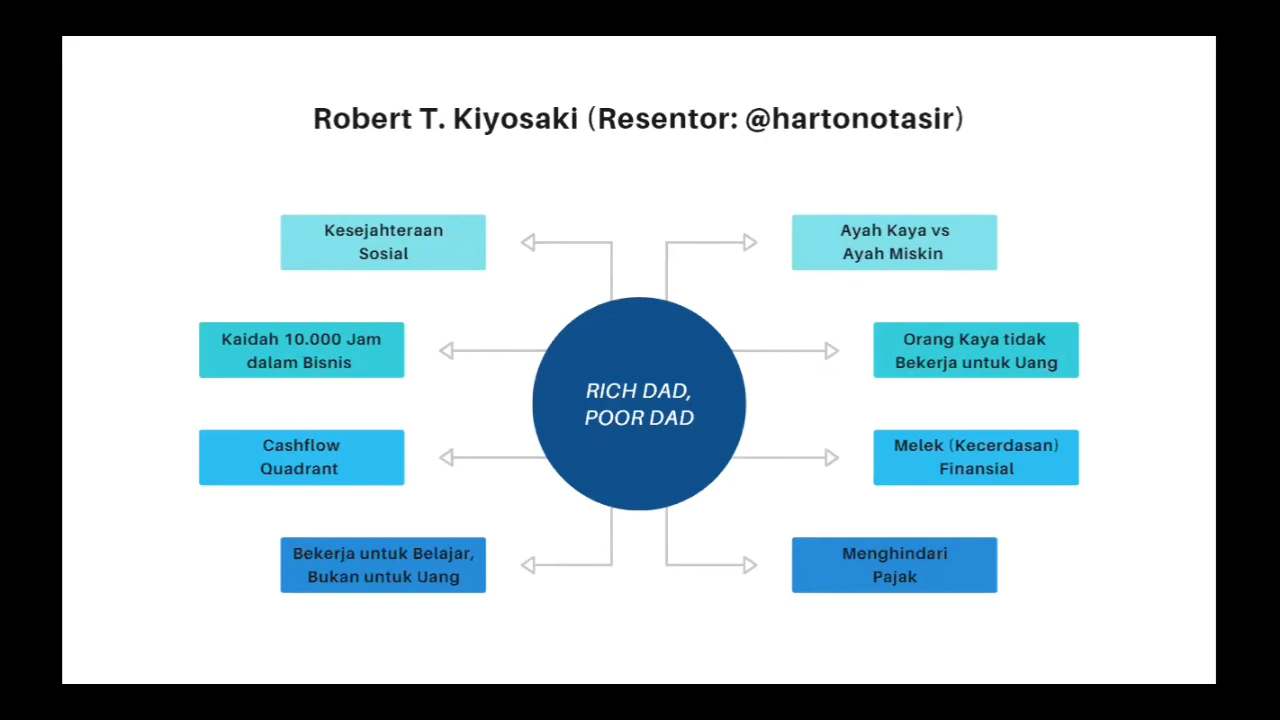 Robert T. Kiyosaki (Resentor: @hartonotasir)
Kesejahteraan
Sosial
Ayah Kaya vs
Ayah Miskin
Kaidah 10.000 Jam
dalam Bisnis
Orang Kaya tidak
Bekerja untuk Uang
RICH DAD,
POOR DAD
Cashflow
Quadrant
Melek (Kecerdasan)
Finansial
Bekerja untuk Belajar,
Bukan untuk Uang
Menghindari
Pajak